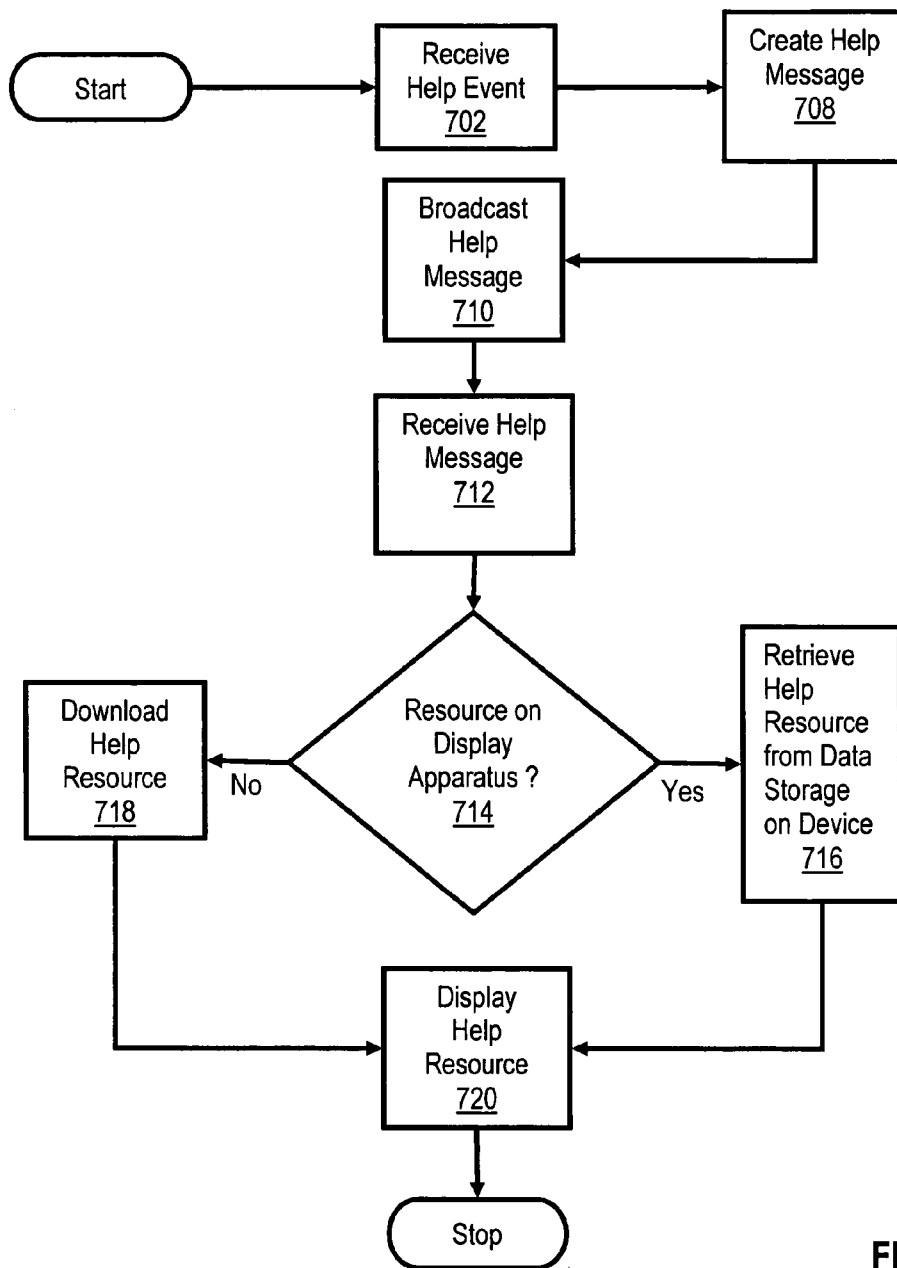 Start
Receive
Help Event
702
Create Help
Message
708
Broadcast
Help
Message
710
Receive Help
Message
712
Resource on
Display
Apparatus ?
714
No
Yes
Download
Help
Resource
718
Retrieve
Help
Resource
from Data
Storage
on Device
716
Display
Help
Resource
720
Stop